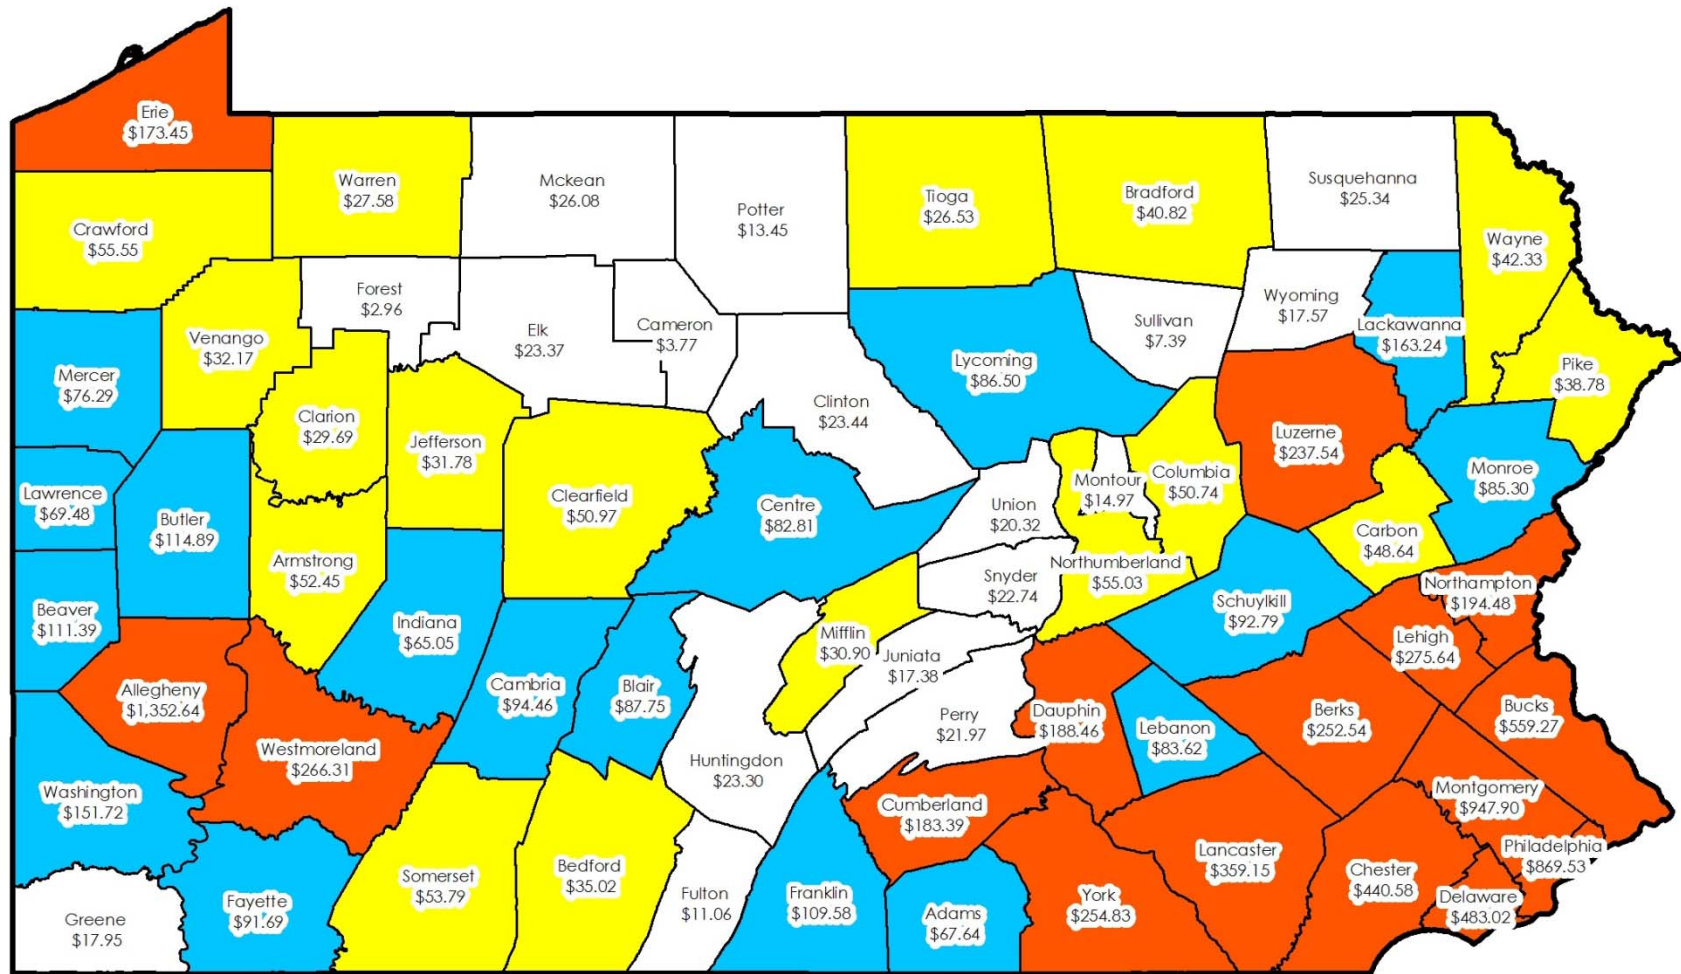 Erie
$173.45
Warren
$27.58
Mckean
$26.08
Potter
$13.45
Tioga
$26.53
Bradford
$40.82
Susquehanna
$25.34
Wayne
$42.33
Crawford
$55.55
Forest
$2.96
Elk
$23.37
Cameron
$3.77
Sullivan
$7.39
Wyoming
$17.57
Lackawanna
$163.24
Pike
$38.78
Venango
$32.17
Mercer
$76.29
Clarion
$29.69
Jefferson
$31.78
Clinton
$23.44
Lycoming
$86.50
Luzerne
$237.54
Monroe
$85.30
Lawrence
$69.48
Butler
$114.89
Clearfield
$50.97
Centre
$82.81
Union
$20.32
Montour
$14.97
Columbia
$50.74
Carbon
$48.64
Armstrong
$52.45
Snyder
$22.74
Northumberland
$55.03
Northampton
$194.48
Beaver
$111.39
Indiana
$65.05
Mifflin
$30.90
Juniata
$17.38
Schuylkill
$92.79
Lehigh
$275.64
Allegheny
$1,352.64
Cambria
$94.46
Blair
$87.75
Perry
$21.97
Dauphin
$188.46
Lebanon
$83.62
Berks
$252.54
Bucks
$559.27
Westmoreland
$266.31
Huntingdon
$23.30
Washington
$151.72
Cumberland
$183.39
Montgomery
$947.90
Lancaster
$359.15
Chester
$440.58
Philadelphia
$869.53
Greene
$17.95
Fayette
$91.69
Somerset
$53.79
Bedford
$35.02
Fulton
$11.06
Franklin
$109.58
Adams
$67.64
York
$254.83
Delaware
$483.02